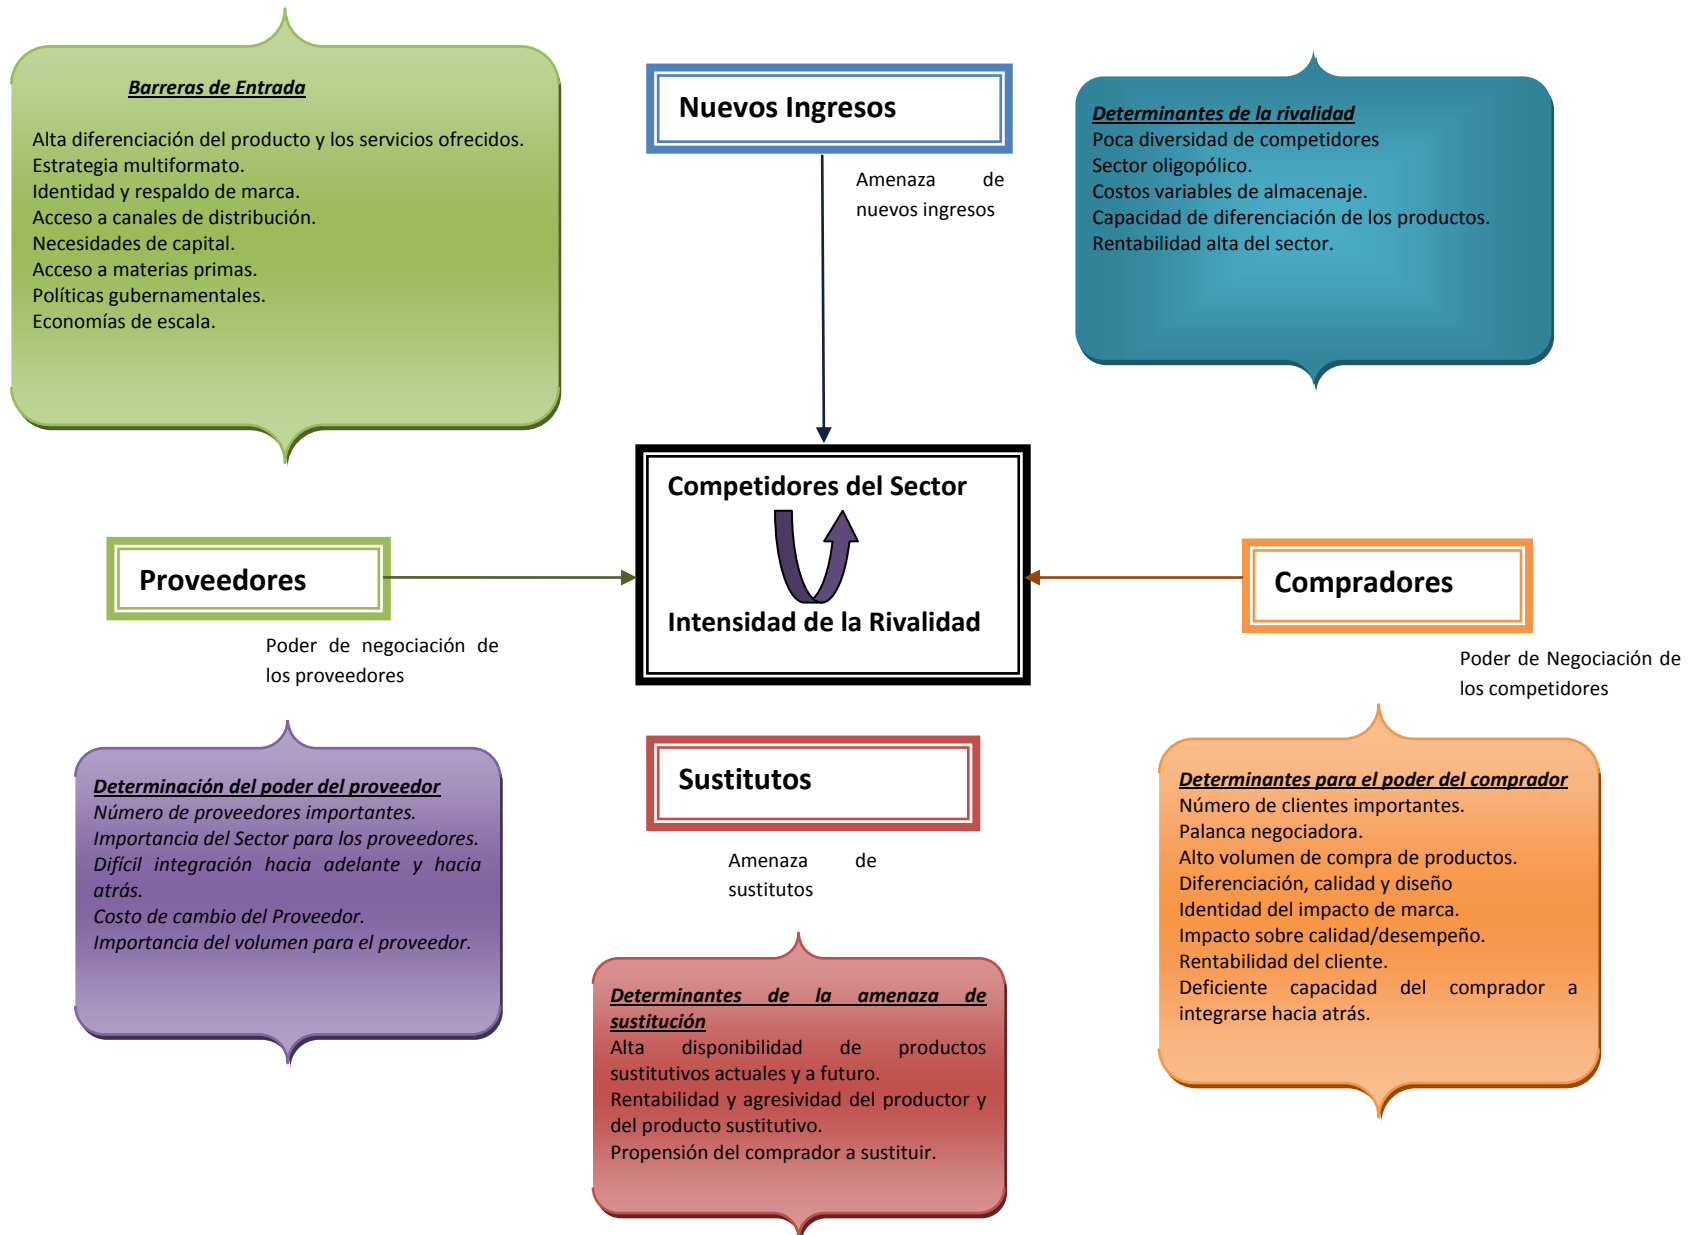 Barreras de Entrada
Alta diferenciación del producto y los servicios ofrecidos.
Estrategia multiformato.
Identidad y respaldo de marca.
Acceso a canales de distribución.
Necesidades de capital.
Acceso a materias primas.
Políticas gubernamentales.
Economías de escala.
Nuevos Ingresos
Amenaza de
nuevos ingresos
Determinantes de la rivalidad
Poca diversidad de competidores
Sector oligopólico.
Costos variables de almacenaje.
Capacidad de diferenciación de los productos.
Rentabilidad alta del sector.
Competidores del Sector
Intensidad de la Rivalidad
Proveedores
Poder de negociación de
los proveedores
Compradores
Poder de Negociación de
los competidores
Determinación del poder del proveedor
Número de proveedores importantes.
Importancia del Sector para los proveedores.
Difícil integración hacia adelante y hacia
atrás.
Costo de cambio del Proveedor.
Importancia del volumen para el proveedor.
Sustitutos
Amenaza de
sustitutos
Determinantes de la amenaza de
sustitución
Alta disponibilidad de productos
sustitutivos actuales y a futuro.
Rentabilidad y agresividad del productor y
del producto sustitutivo.
Propensión del comprador a sustituir.
Determinantes para el poder del comprador
Número de clientes importantes.
Palanca negociadora.
Alto volumen de compra de productos.
Diferenciación, calidad y diseño
Identidad del impacto de marca.
Impacto sobre calidad/desempeño.
Rentabilidad del cliente.
Deficiente capacidad del comprador a
integrarse hacia atrás.